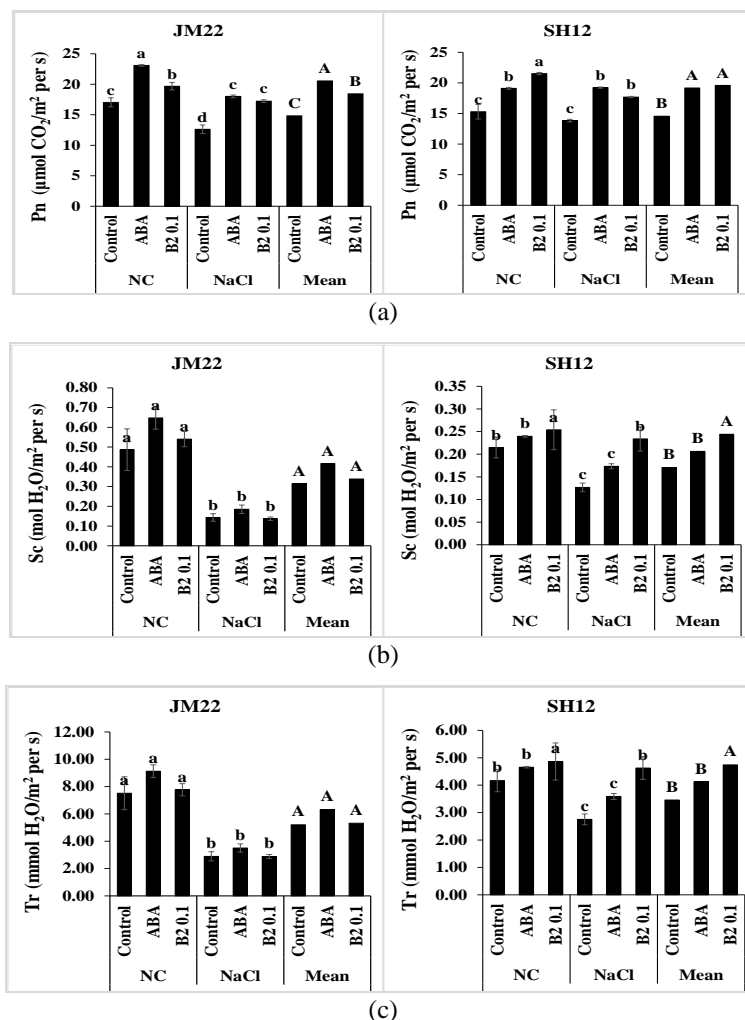 JM22
SH12
Pn (µmol CO₂/m² per s)
25
20
15
10
5
0
c a b d c c C A B
Control ABA B2 0.1 Control ABA B2 0.1 Control ABA B2 0.1
NC NaCl Mean
Pn (µmol CO₂/m² per s)
25
20
15
10
5
0
c b a c b b B A A
Control ABA B2 0.1 Control ABA B2 0.1 Control ABA B2 0.1
NC NaCl Mean
(a)
JM22
SH12
Sc (mol H₂O/m² per s)
0.80
0.70
0.60
0.50
0.40
0.30
0.20
0.10
0.00
a a a b b b A A A
Control ABA B2 0.1 Control ABA B2 0.1 Control ABA B2 0.1
NC NaCl Mean
Sc (mol H₂O/m² per s)
0.35
0.30
0.25
0.20
0.15
0.10
0.05
0.00
b b a c c b B B A
Control ABA B2 0.1 Control ABA B2 0.1 Control ABA B2 0.1
NC NaCl Mean
(b)
JM22
SH12
Tr (mmol H₂O/m² per s)
12.00
10.00
8.00
6.00
4.00
2.00
0.00
a a a b b b A A A
Control ABA B2 0.1 Control ABA B2 0.1 Control ABA B2 0.1
NC NaCl Mean
Tr (mmol H₂O/m² per s)
6.00
5.00
4.00
3.00
2.00
1.00
0.00
b b a c c b B B A
Control ABA B2 0.1 Control ABA B2 0.1 Control ABA B2 0.1
NC NaCl Mean
(c)